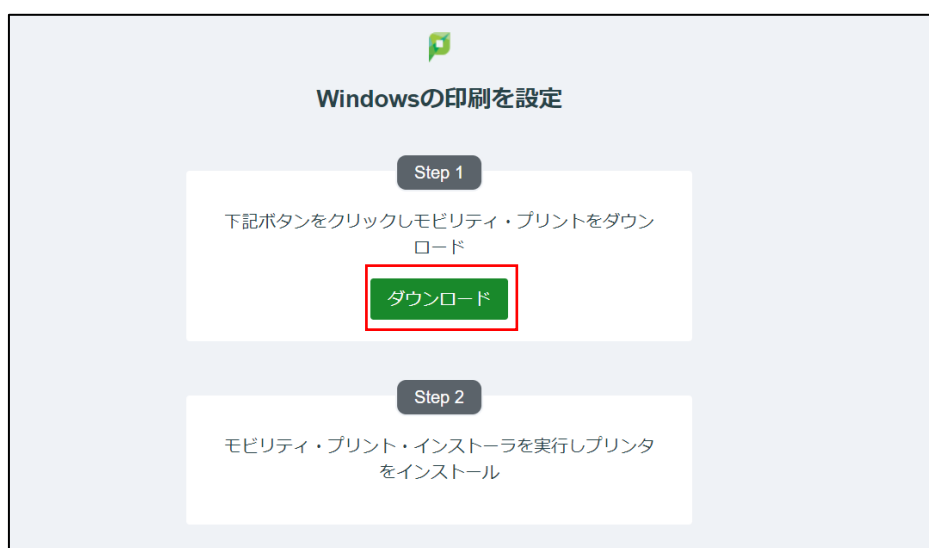 Windowsの印刷を設定
Step 1
下記ボタンをクリックしモビリティ・プリントをダウン
ロード
ダウンロード
Step 2
モビリティ・プリント・インストーラを実行しプリンタ
をインストール